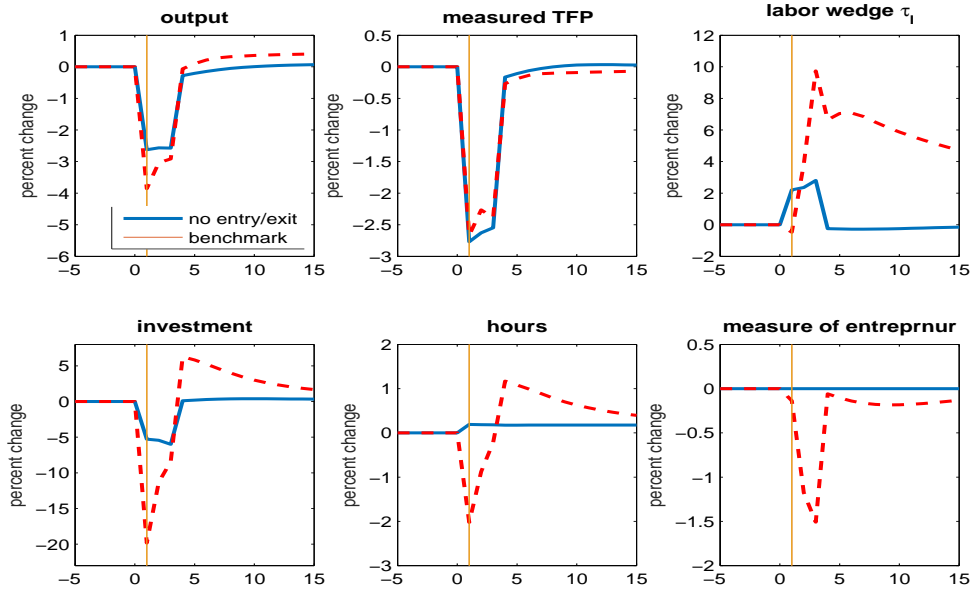 output
percent change
1
0
−1
−2
−3
−4
−5
−6
−5 0 5 10 15
no entry/exit
benchmark
measured TFP
percent change
0.5
0
−0.5
−1
−1.5
−2
−2.5
−3
−5 0 5 10 15
labor wedge τl
percent change
12
10
8
6
4
2
0
−2
−5 0 5 10 15
investment
percent change
5
0
−5
−10
−15
−20
−5 0 5 10 15
hours
percent change
2
1
0
−1
−2
−3
−5 0 5 10 15
measure of entreprnur
percent change
0.5
0
−0.5
−1
−1.5
−2
−5 0 5 10 15